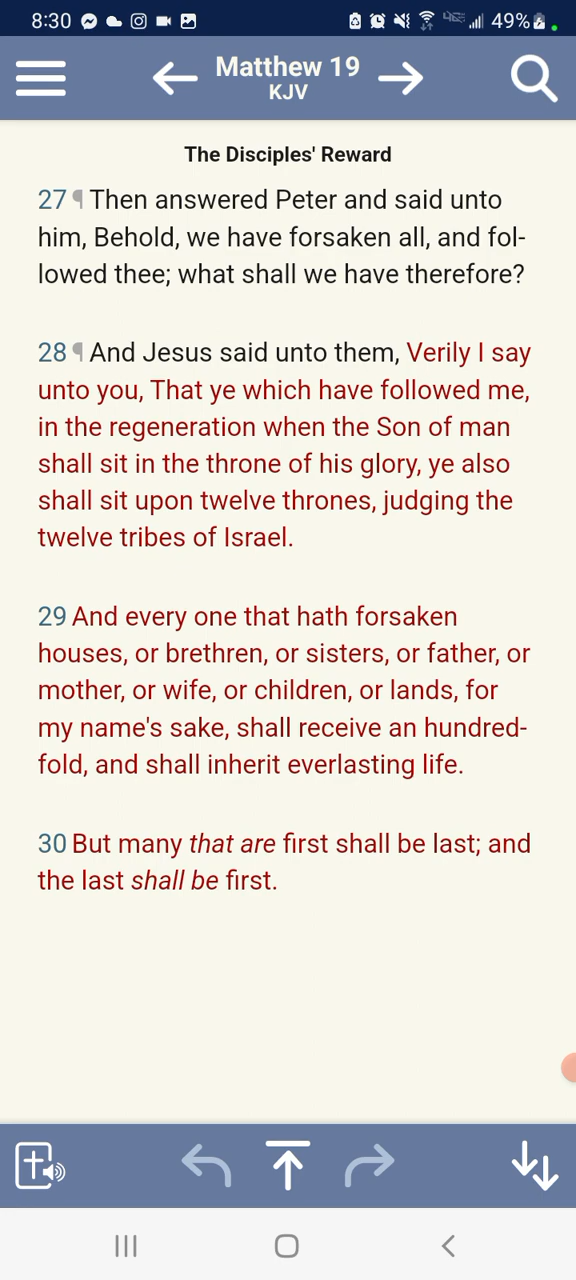 8:30 49%
Matthew 19
KJV
The Disciples' Reward
27 ¶ Then answered Peter and said unto
him, Behold, we have forsaken all, and fol-
lowed thee; what shall we have therefore?
28 ¶ And Jesus said unto them, Verily I say
unto you, That ye which have followed me,
in the regeneration when the Son of man
shall sit in the throne of his glory, ye also
shall sit upon twelve thrones, judging the
twelve tribes of Israel.
29 And every one that hath forsaken
houses, or brethren, or sisters, or father, or
mother, or wife, or children, or lands, for
my name's sake, shall receive an hundred-
fold, and shall inherit everlasting life.
30 But many that are first shall be last; and
the last shall be first.